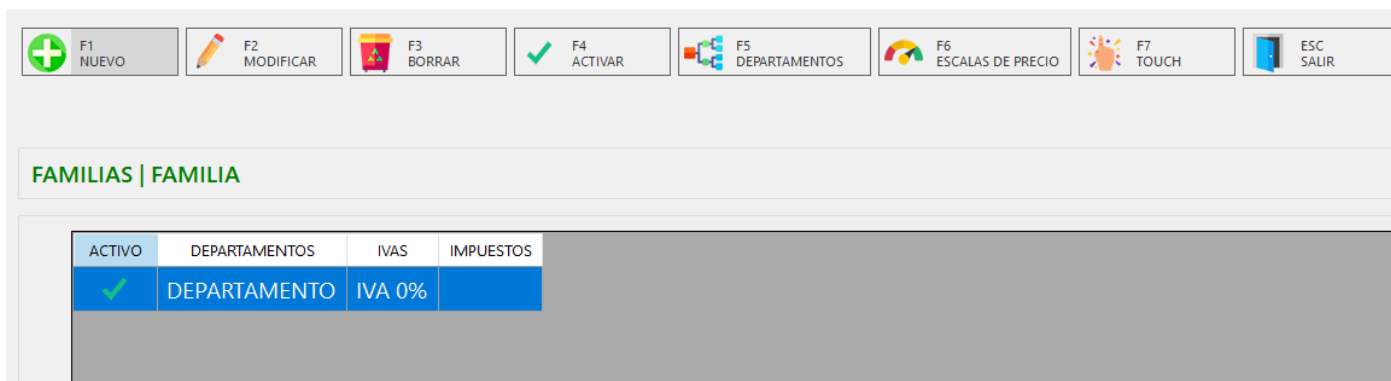 F1
NUEVO
F2
MODIFICAR
F3
BORRAR
F4
ACTIVAR
F5
DEPARTAMENTOS
F6
ESCALAS DE PRECIO
F7
TOUCH
ESC
SALIR
FAMILIAS | FAMILIA
ACTIVO DEPARTAMENTOS IVAS IMPUESTOS
DEPARTAMENTO IVA 0%